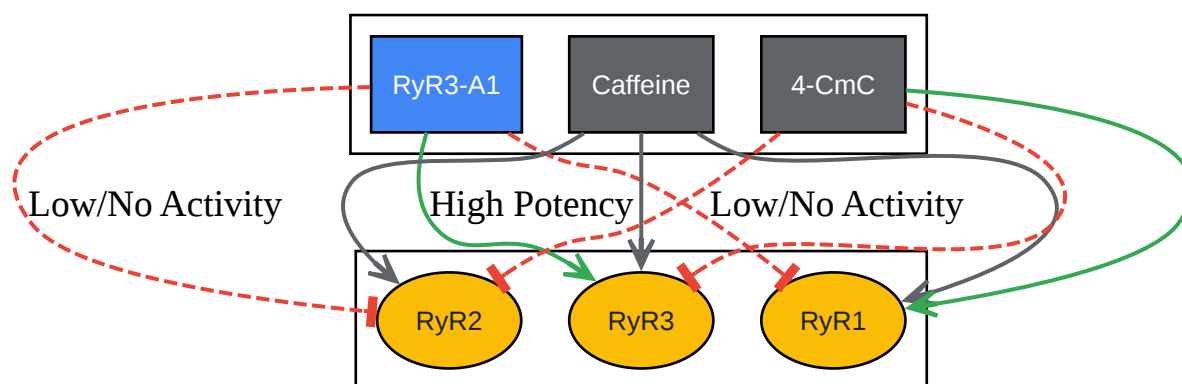 RyR3-A1
Caffeine
4-CmC
Low/No Activity
High Potency
Low/No Activity
RyR2
RyR3
RyR1